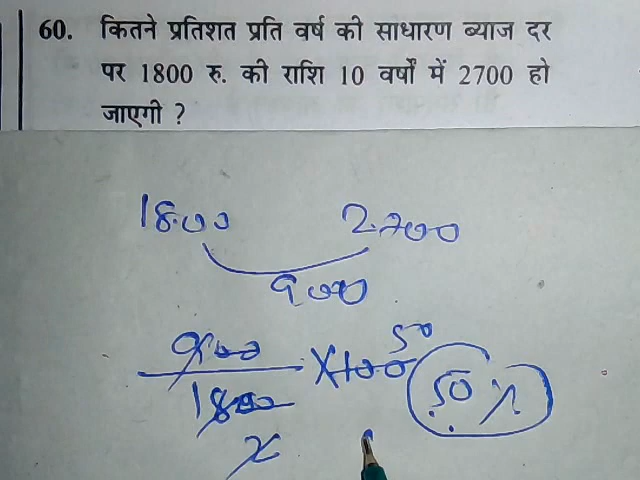 60. कितने प्रतिशत प्रति वर्ष की साधारण ब्याज दर
पर 1800 रु. की राशि 10 वर्षों में 2700 हो
जाएगी ?
1800 2700
900
50
900
1800
×100
50 %
2